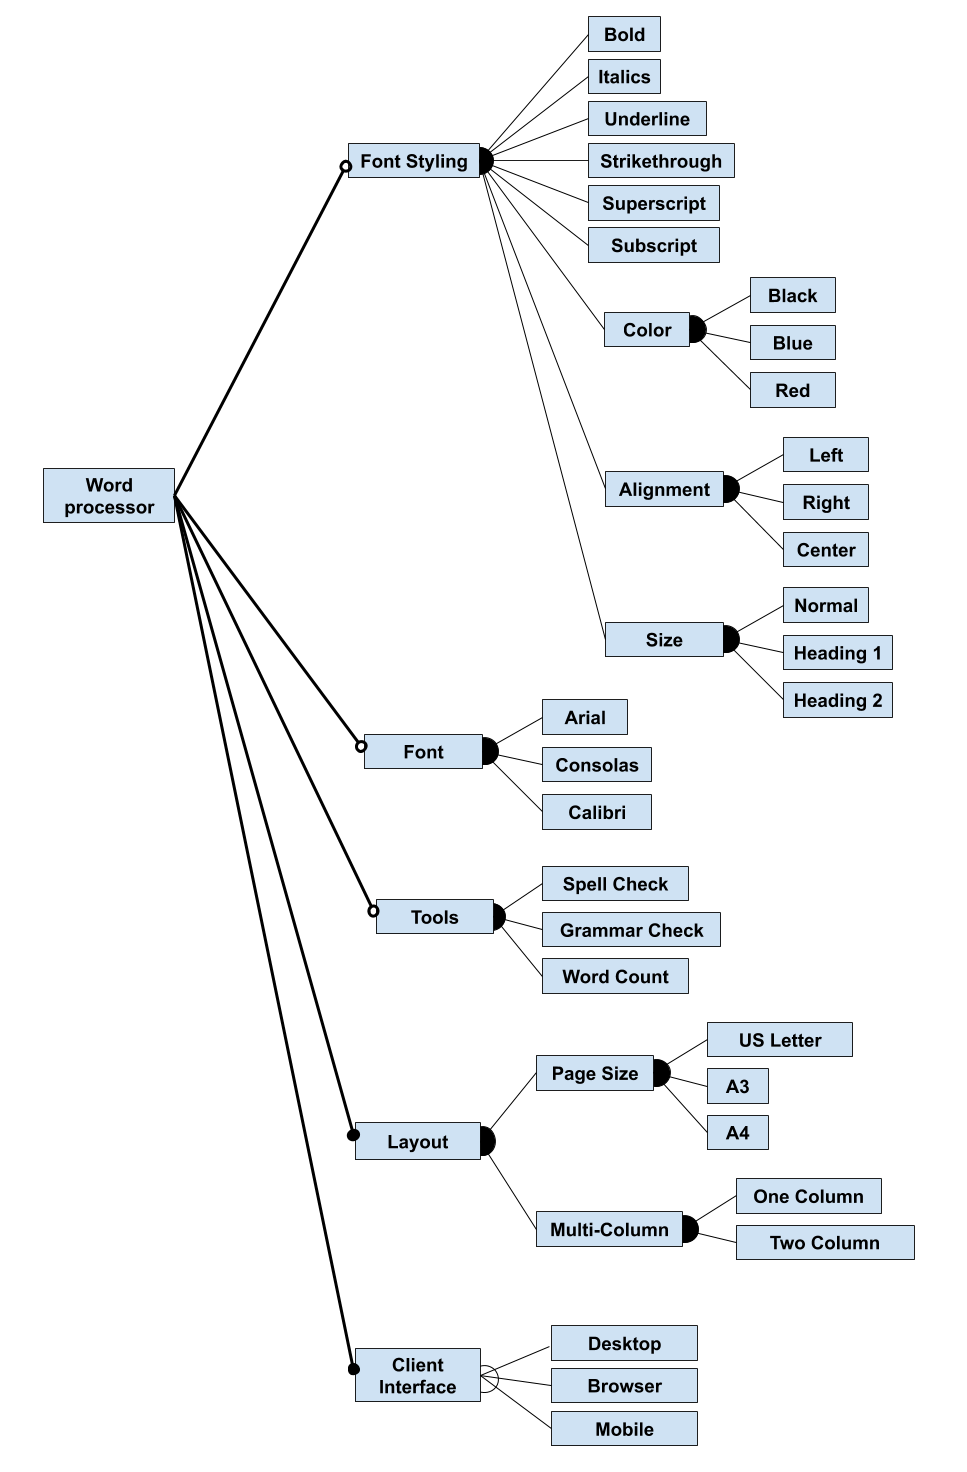 Word
processor
Font Styling
Bold
Italics
Underline
Strikethrough
Superscript
Subscript
Color
Black
Blue
Red
Alignment
Left
Right
Center
Size
Normal
Heading 1
Heading 2
Font
Arial
Consolas
Calibri
Tools
Spell Check
Grammar Check
Word Count
Layout
Page Size
US Letter
A3
A4
Multi-Column
One Column
Two Column
Client
Interface
Desktop
Browser
Mobile